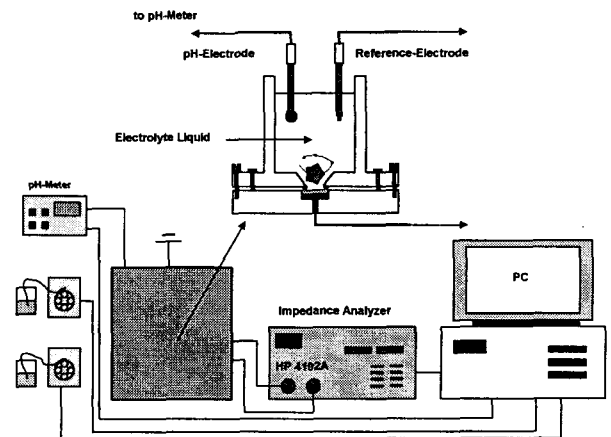 to pH-Meter
pH-Electrode
Reference-Electrode
Electrolyte Liquid
pH-Meter
PC
Impedance Analyzer
HP 4192A